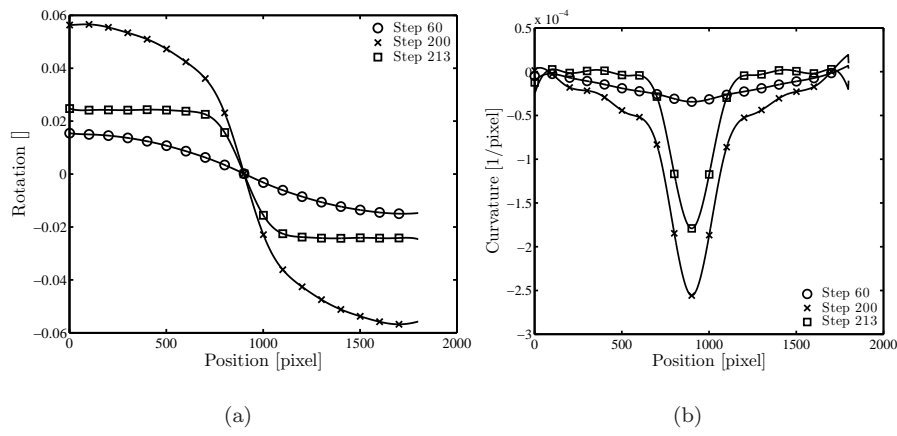 0.06
0.04
0.02
0
−0.02
−0.04
−0.06
Rotation []
0
500
1000
1500
2000
Position [pixel]
Step 60
Step 200
Step 213
(a)
x 10⁻⁴
0.5
0
−0.5
−1
−1.5
−2
−2.5
−3
Curvature [1/pixel]
0
500
1000
1500
2000
Position [pixel]
Step 60
Step 200
Step 213
(b)